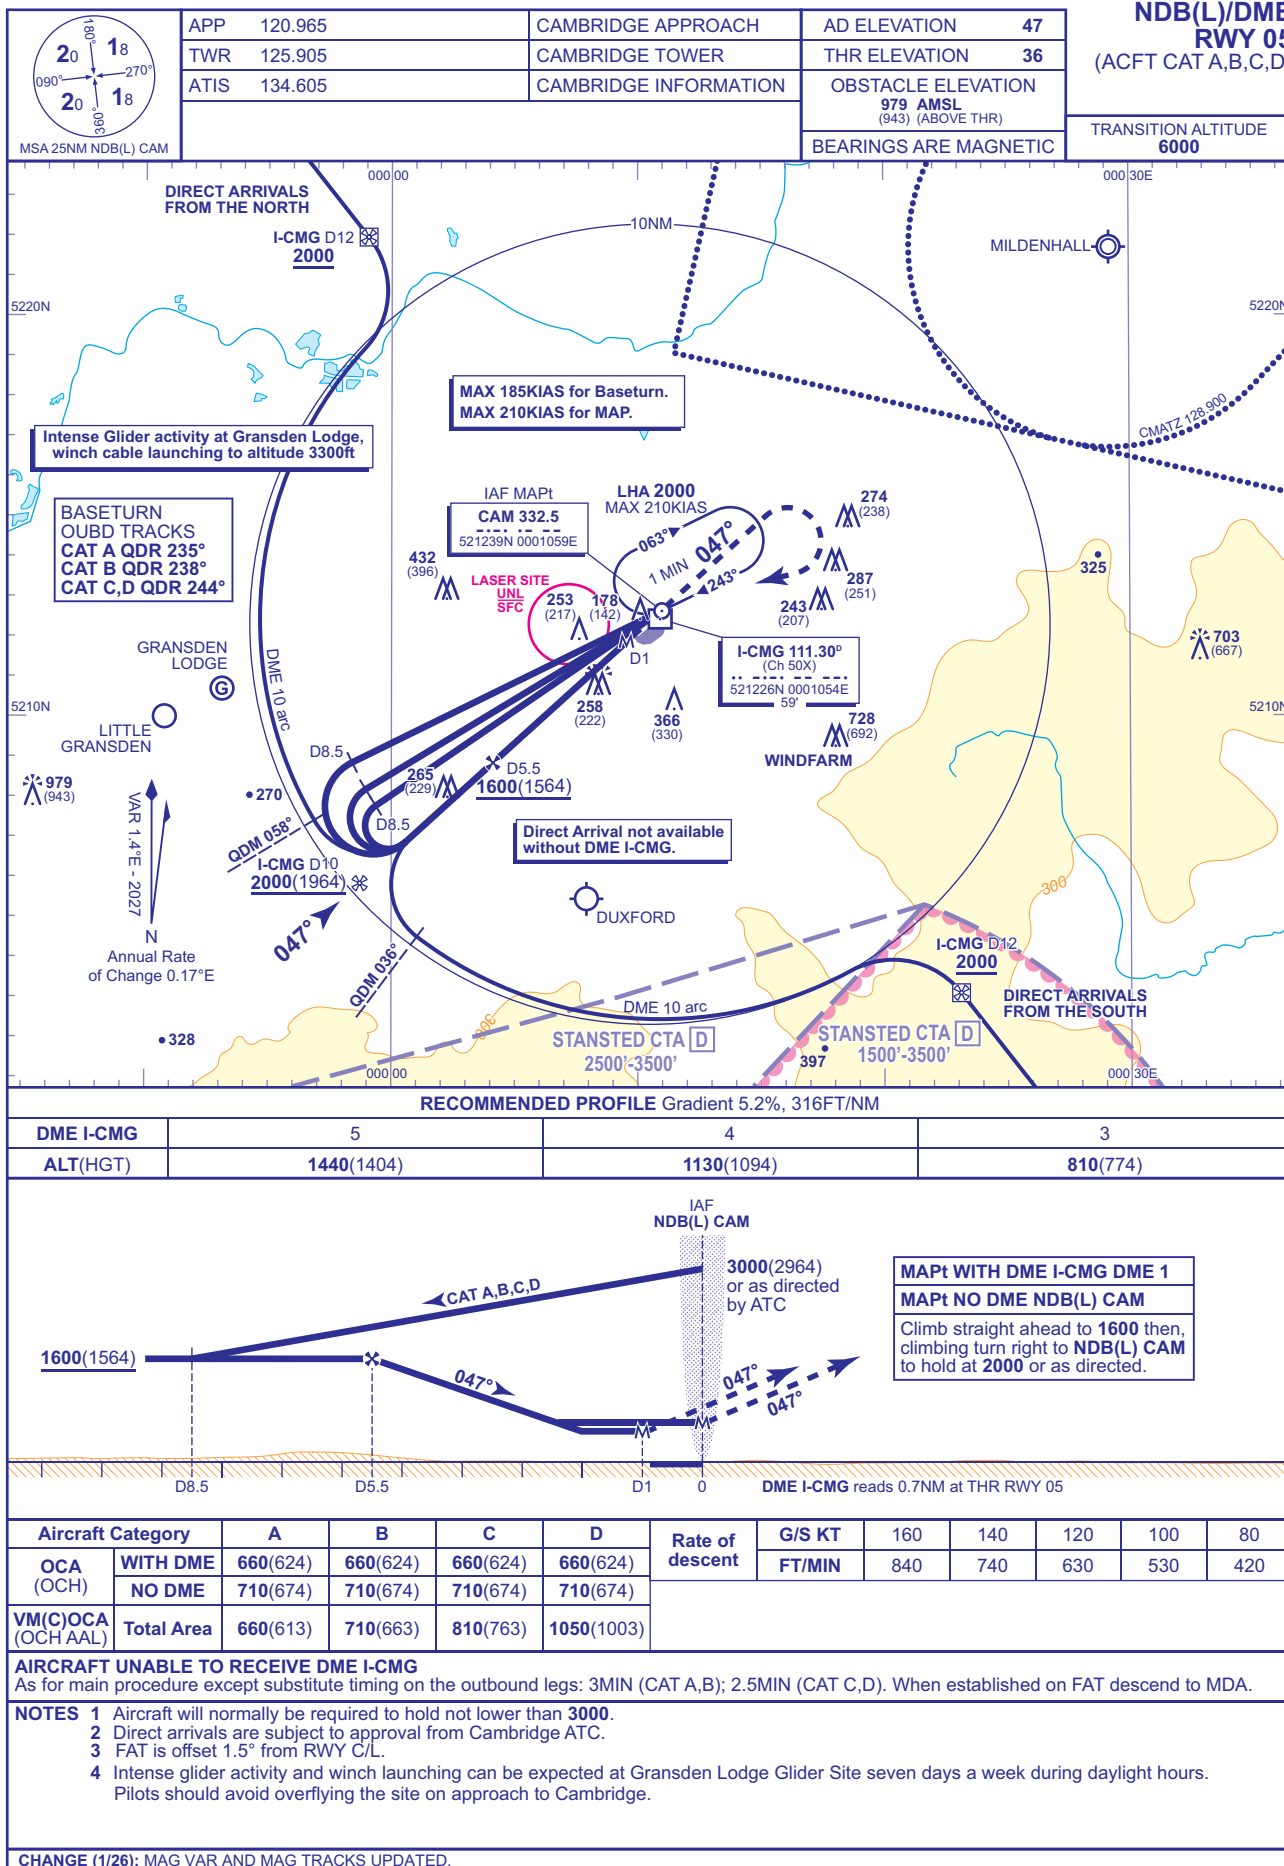 180°
20 18
090° 270°
20 18
360°
MSA 25NM NDB(L) CAM
APP 120.965 CAMBRIDGE APPROACH
TWR 125.905 CAMBRIDGE TOWER
ATIS 134.605 CAMBRIDGE INFORMATION
AD ELEVATION 47
THR ELEVATION 36
OBSTACLE ELEVATION
979 AMSL
(943) (ABOVE THR)
BEARINGS ARE MAGNETIC
NDB(L)/DME
RWY 05
(ACFT CAT A,B,C,D
TRANSITION ALTITUDE
6000
000 00
000 30E
DIRECT ARRIVALS
FROM THE NORTH
I-CMG D12
2000
10NM
MILDENHALL
5220N
5220N
MAX 185KIAS for Baseturn.
MAX 210KIAS for MAP.
CMATZ 128.900
Intense Glider activity at Gransden Lodge,
winch cable launching to altitude 3300ft
BASETURN
OUBD TRACKS
CAT A QDR 235°
CAT B QDR 238°
CAT C,D QDR 244°
IAF MAPt
CAM 332.5
521239N 0001059E
LHA 2000
MAX 210KIAS
063°
1 MIN 047°
243°
274
(238)
287
(251)
243
(207)
325
432
(396)
LASER SITE
UNL
SFC
253
(217)
178
(142)
703
(667)
D1
I-CMG 111.30D
(Ch 50X)
521226N 0001054E
59'
GRANSDEN
LODGE
G
DME 10 arc
LITTLE
GRANSDEN
258
(222)
366
(330)
728
(692)
WINDFARM
5210N
5210N
D8.5
265
(229)
D5.5
1600(1564)
979
(943)
270
D8.5
QDM 058°
Direct Arrival not available
without DME I-CMG.
I-CMG D10
2000(1964)
VAR 1.4°E - 2027
N
Annual Rate
of Change 0.17°E
047°
DUXFORD
300
QDM 036°
I-CMG D12
2000
DIRECT ARRIVALS
FROM THE SOUTH
DME 10 arc
300
328
STANSTED CTA D
2500'-3500'
STANSTED CTA D
1500'-3500'
397
000 00
000 30E
RECOMMENDED PROFILE Gradient 5.2%, 316FT/NM
DME I-CMG 5 4 3
ALT(HGT) 1440(1404) 1130(1094) 810(774)
IAF
NDB(L) CAM
3000(2964)
or as directed
by ATC
CAT A,B,C,D
1600(1564)
047°
047°
047°
MAPt WITH DME I-CMG DME 1
MAPt NO DME NDB(L) CAM
Climb straight ahead to 1600 then,
climbing turn right to NDB(L) CAM
to hold at 2000 or as directed.
M M
D8.5 D5.5 D1 0 DME I-CMG reads 0.7NM at THR RWY 05
Aircraft Category A B C D
OCA
(OCH)
WITH DME 660(624) 660(624) 660(624) 660(624)
NO DME 710(674) 710(674) 710(674) 710(674)
VM(C)OCA
(OCH AAL)
Total Area 660(613) 710(663) 810(763) 1050(1003)
Rate of
descent
G/S KT 160 140 120 100 80
FT/MIN 840 740 630 530 420
AIRCRAFT UNABLE TO RECEIVE DME I-CMG
As for main procedure except substitute timing on the outbound legs: 3MIN (CAT A,B); 2.5MIN (CAT C,D). When established on FAT descend to MDA.
NOTES 1 Aircraft will normally be required to hold not lower than 3000.
2 Direct arrivals are subject to approval from Cambridge ATC.
3 FAT is offset 1.5° from RWY C/L.
4 Intense glider activity and winch launching can be expected at Gransden Lodge Glider Site seven days a week during daylight hours.
Pilots should avoid overflying the site on approach to Cambridge.
CHANGE (1/26): MAG VAR AND MAG TRACKS UPDATED.